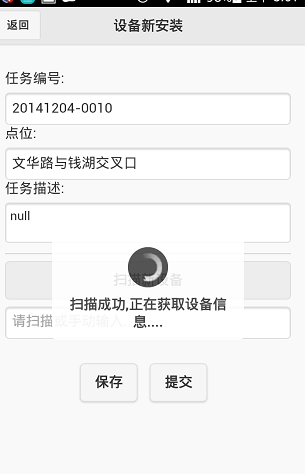 返回
设备新安装
任务编号:
20141204-0010
点位:
文华路与钱湖交叉口
任务描述:
null
扫描新设备
扫描成功,正在获取设备信
息....
请扫描或手动输入
保存
提交